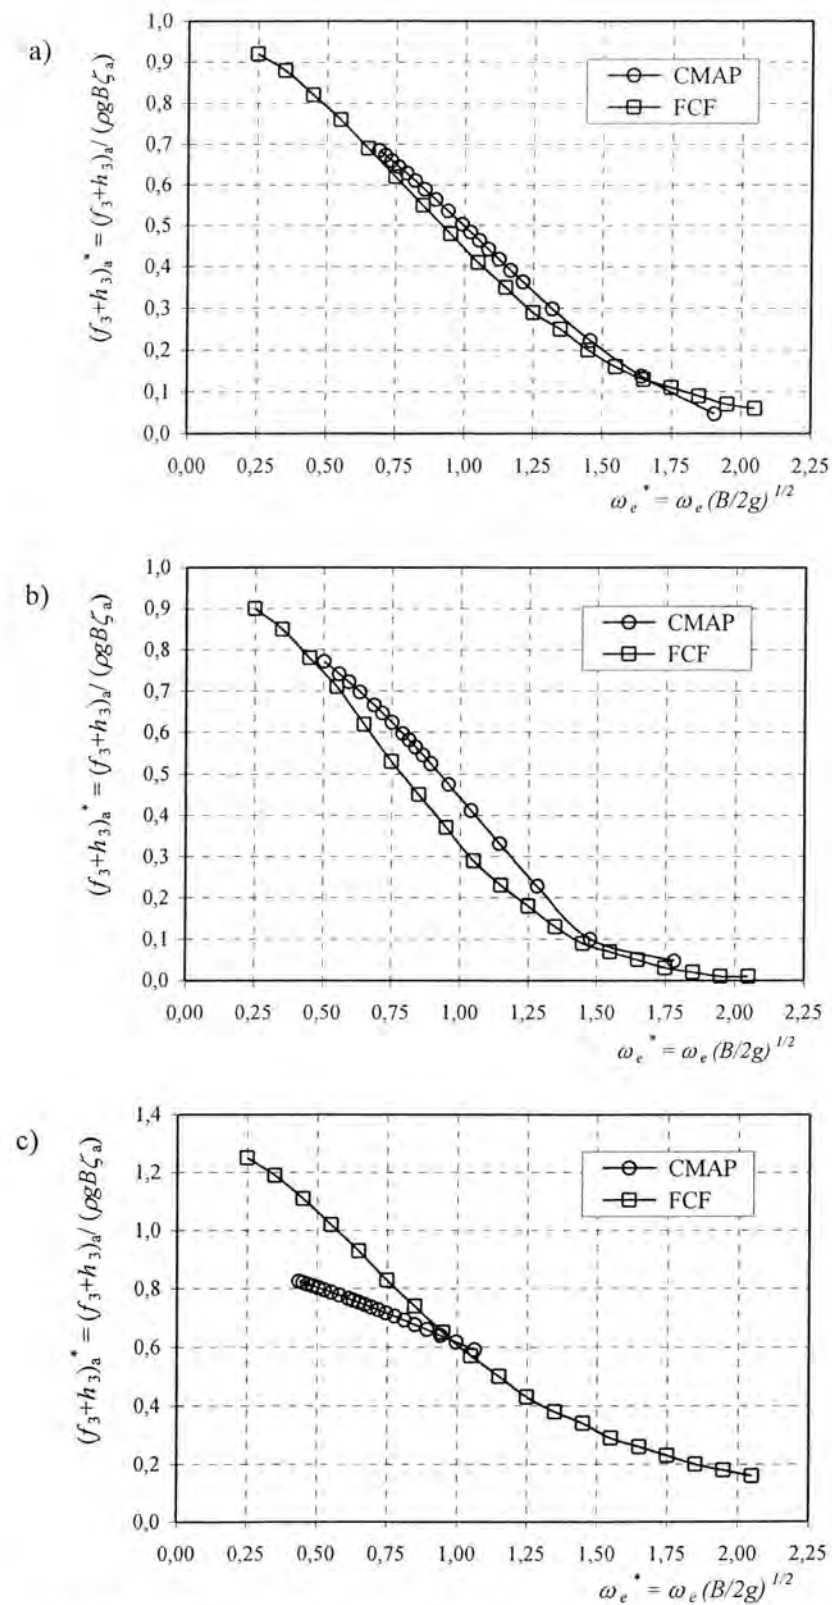 a)
(f₃+h₃)ₐ* = (f₃+h₃)ₐ/ (ρgBζₐ)
1,0
0,9
0,8
0,7
0,6
0,5
0,4
0,3
0,2
0,1
0,0
CMAP
FCF
0,00 0,25 0,50 0,75 1,00 1,25 1,50 1,75 2,00 2,25
ωₑ* = ωₑ (B/2g) ^1/2
b)
(f₃+h₃)ₐ* = (f₃+h₃)ₐ/ (ρgBζₐ)
1,0
0,9
0,8
0,7
0,6
0,5
0,4
0,3
0,2
0,1
0,0
CMAP
FCF
0,00 0,25 0,50 0,75 1,00 1,25 1,50 1,75 2,00 2,25
ωₑ* = ωₑ (B/2g) ^1/2
c)
(f₃+h₃)ₐ* = (f₃+h₃)ₐ/ (ρgBζₐ)
1,4
1,2
1,0
0,8
0,6
0,4
0,2
0,0
CMAP
FCF
0,00 0,25 0,50 0,75 1,00 1,25 1,50 1,75 2,00 2,25
ωₑ* = ωₑ (B/2g) ^1/2